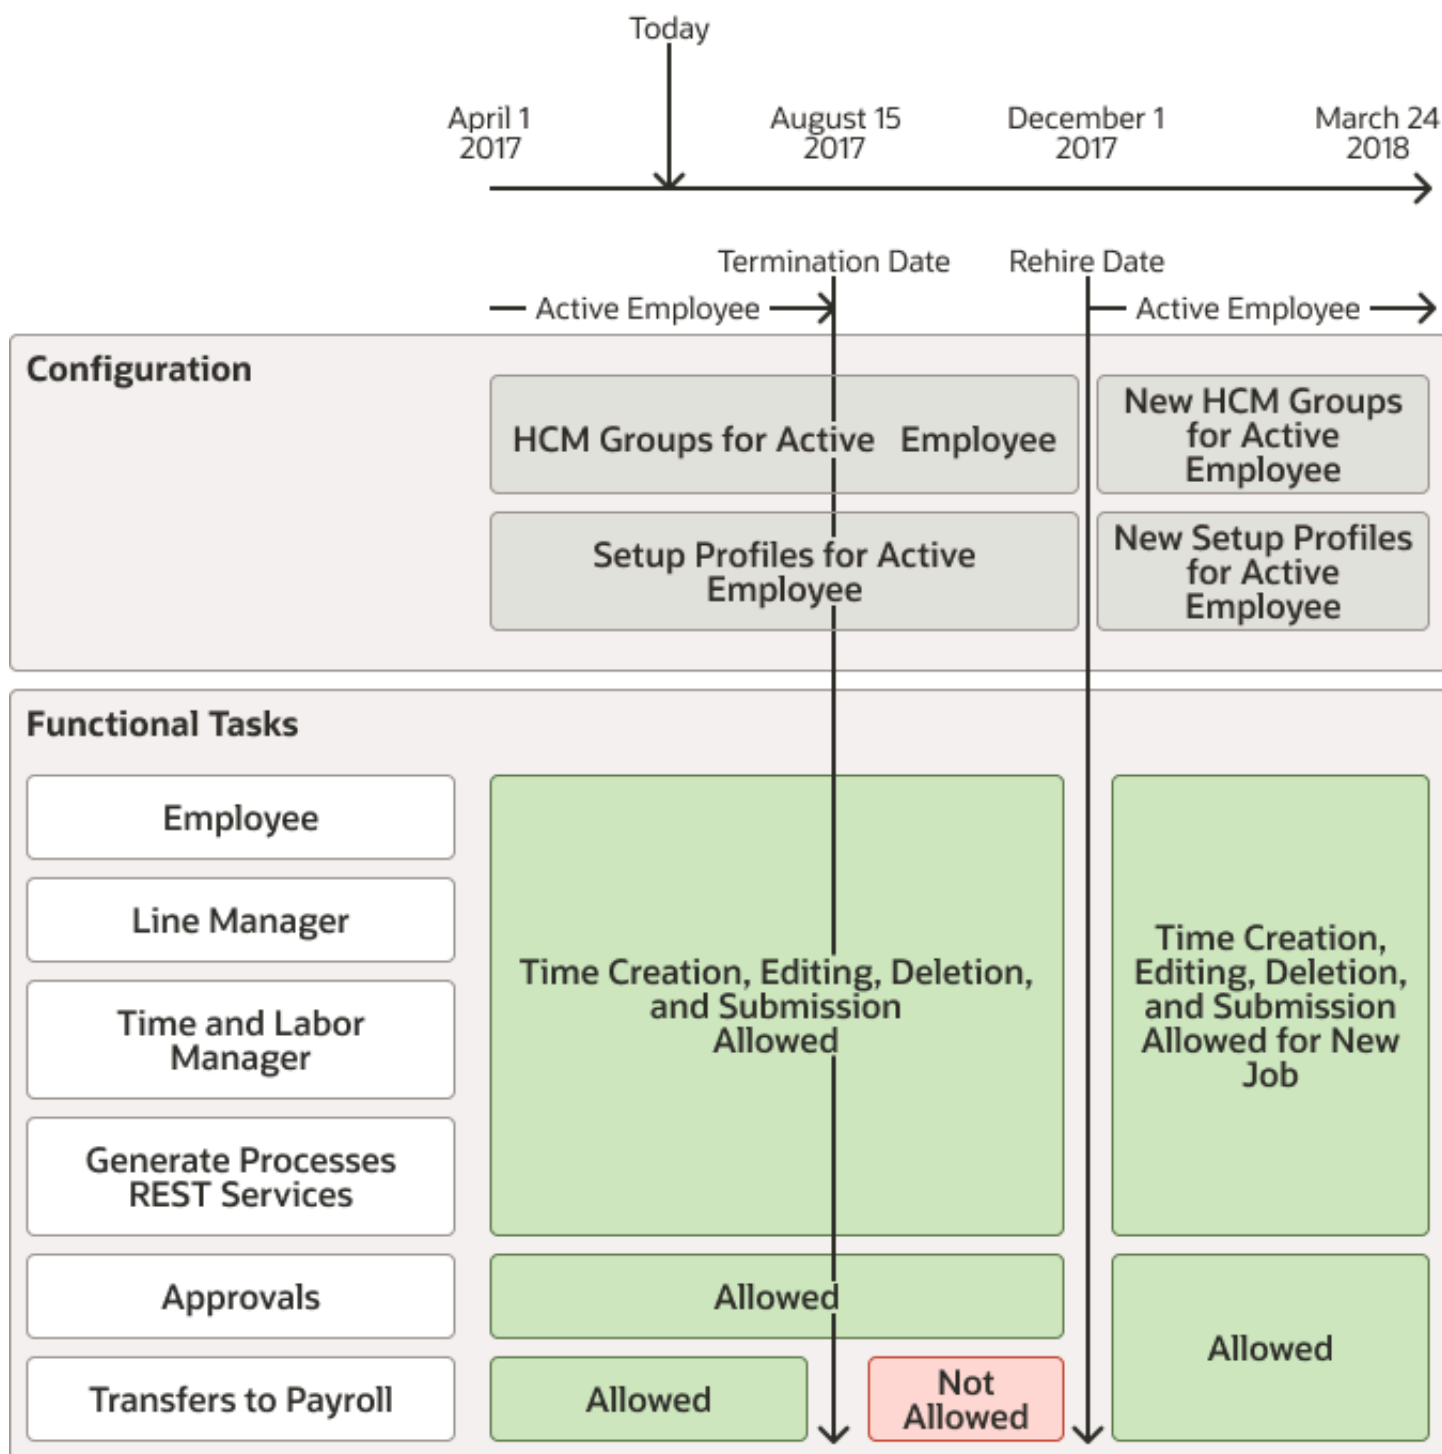 Today
April 1
2017
August 15
2017
December 1
2017
March 24
2018
Termination Date
Rehire Date
Active Employee
Active Employee
Configuration
HCM Groups for Active Employee
New HCM Groups
for Active
Employee
Setup Profiles for Active
Employee
New Setup Profiles
for Active
Employee
Functional Tasks
Employee
Line Manager
Time and Labor
Manager
Generate Processes
REST Services
Time Creation, Editing, Deletion,
and Submission
Allowed
Time Creation,
Editing, Deletion,
and Submission
Allowed for New
Job
Approvals
Allowed
Allowed
Transfers to Payroll
Allowed
Not
Allowed